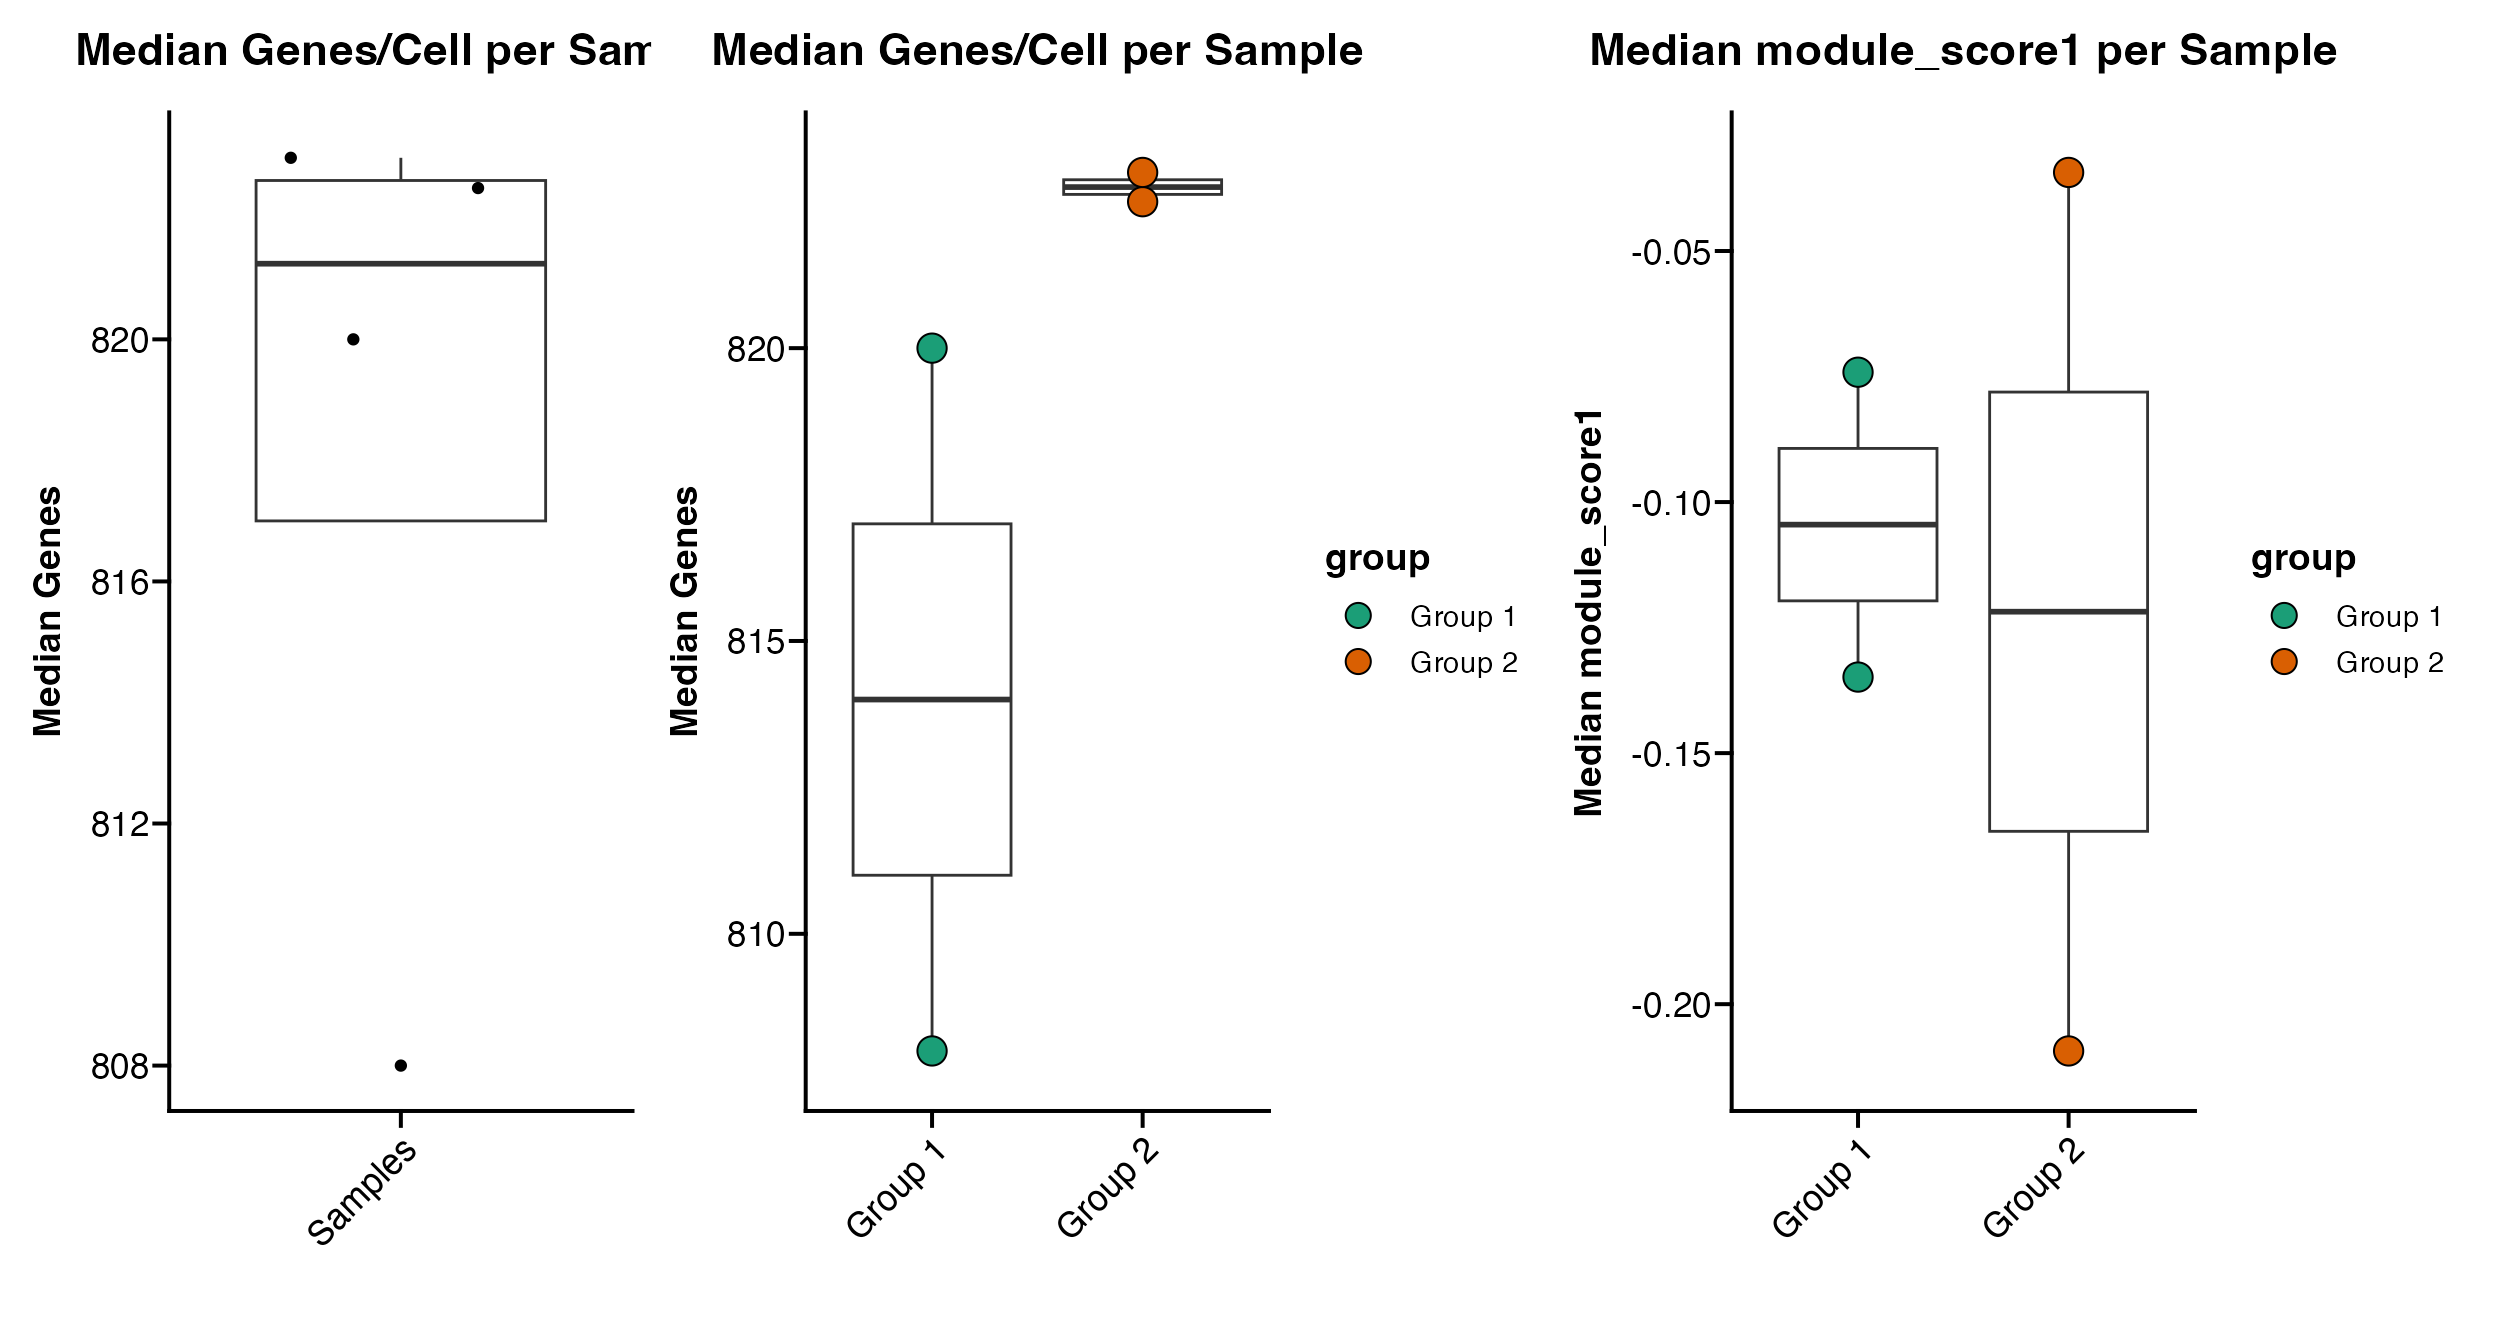 Median Genes/Cell per Sam
Median Genes
820
816
812
808
Samples
Median Genes/Cell per Sample
Median Genes
820
815
810
Group 1
Group 2
group
Group 1
Group 2
Median module_score1 per Sample
Median module_score1
-0.05
-0.10
-0.15
-0.20
Group 1
Group 2
group
Group 1
Group 2